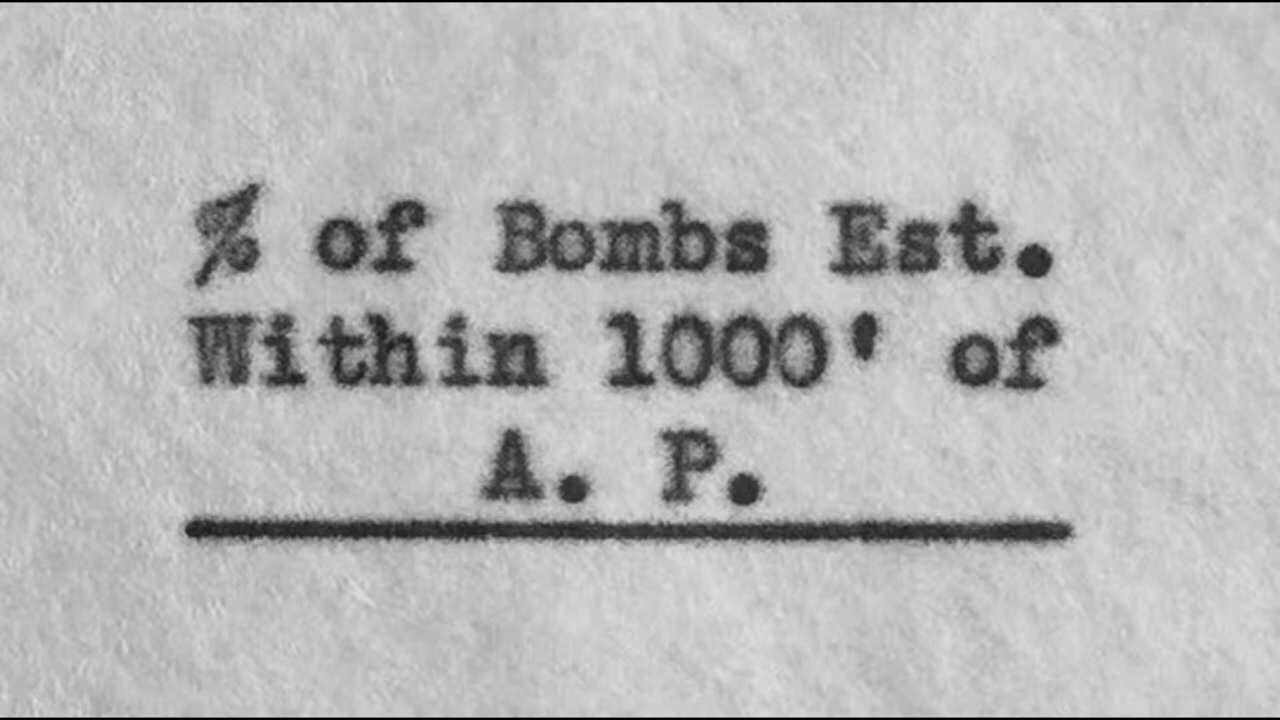 % of Bombs Est.
Within 1000' of
A. P.